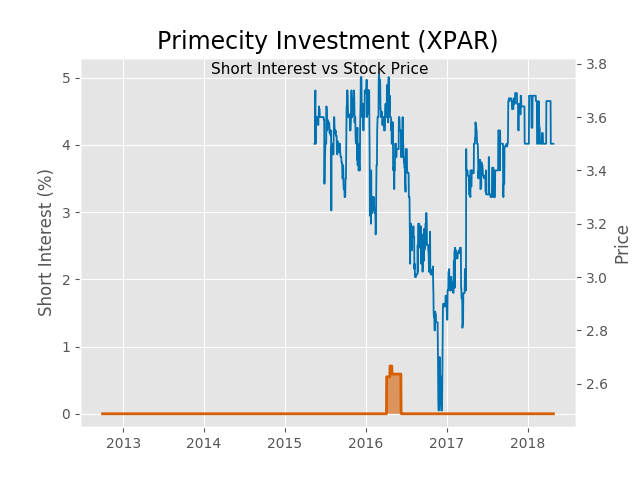 Primecity Investment (XPAR)
Short Interest vs Stock Price
Short Interest (%)
5
4
3
2
1
0
3.8
3.6
3.4
3.2
3.0
2.8
2.6
Price
2013 2014 2015 2016 2017 2018